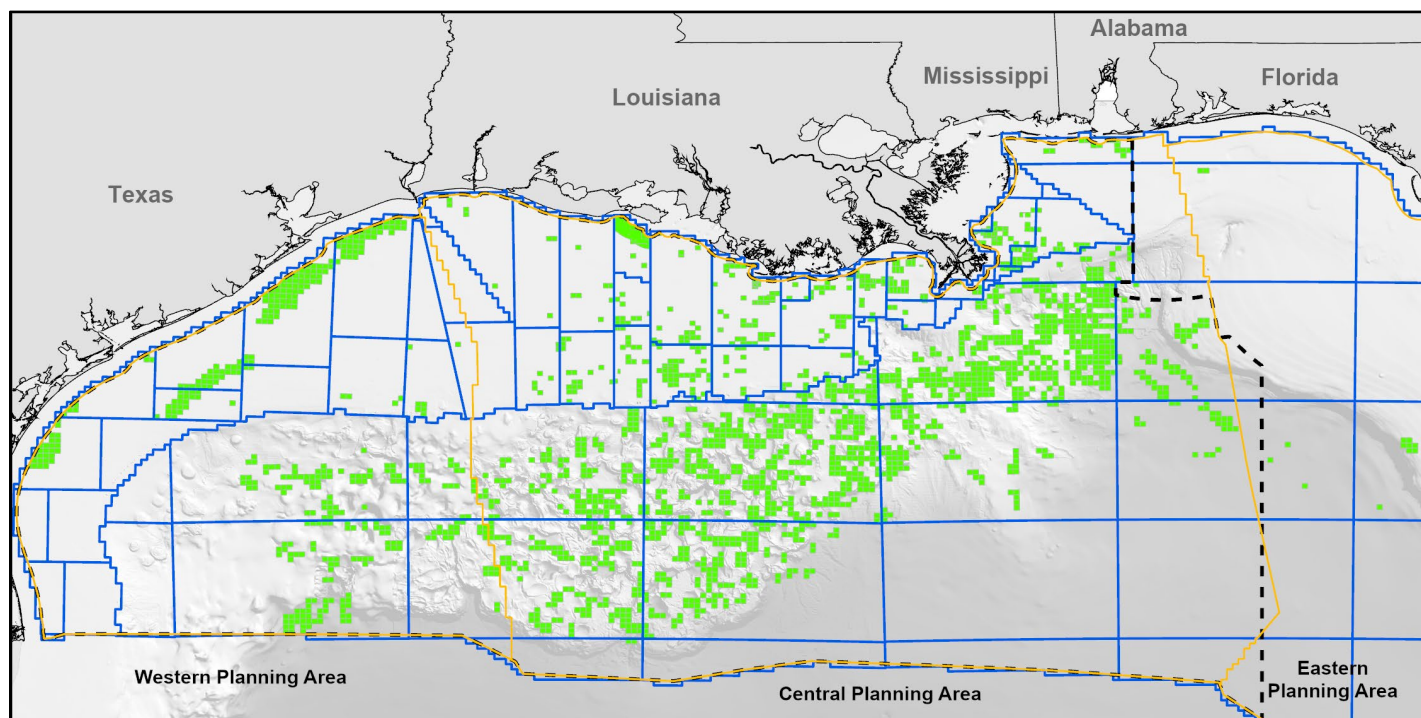 Alabama
Mississippi
Florida
Louisiana
Texas
Western Planning Area
Central Planning Area
Eastern
Planning Area